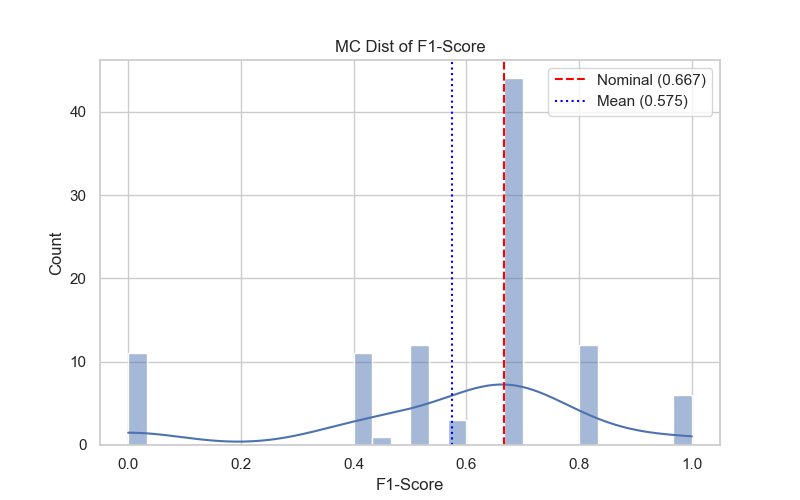 MC Dist of F1-Score
Nominal (0.667)
Mean (0.575)
Count
40
30
20
10
0
0.0 0.2 0.4 0.6 0.8 1.0
F1-Score